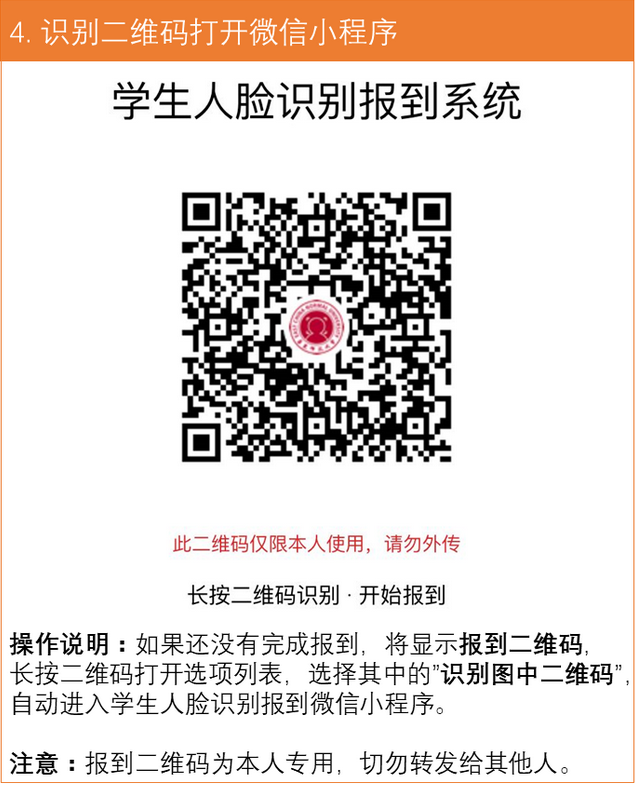 4. 识别二维码打开微信小程序
学生人脸识别报到系统
EAST CHINA NORMAL UNIVERSITY
此二维码仅限本人使用，请勿外传
长按二维码识别 · 开始报到
操作说明：如果还没有完成报到，将显示报到二维码，
长按二维码打开选项列表，选择其中的”识别图中二维码”，
自动进入学生人脸识别报到微信小程序。
注意：报到二维码为本人专用，切勿转发给其他人。